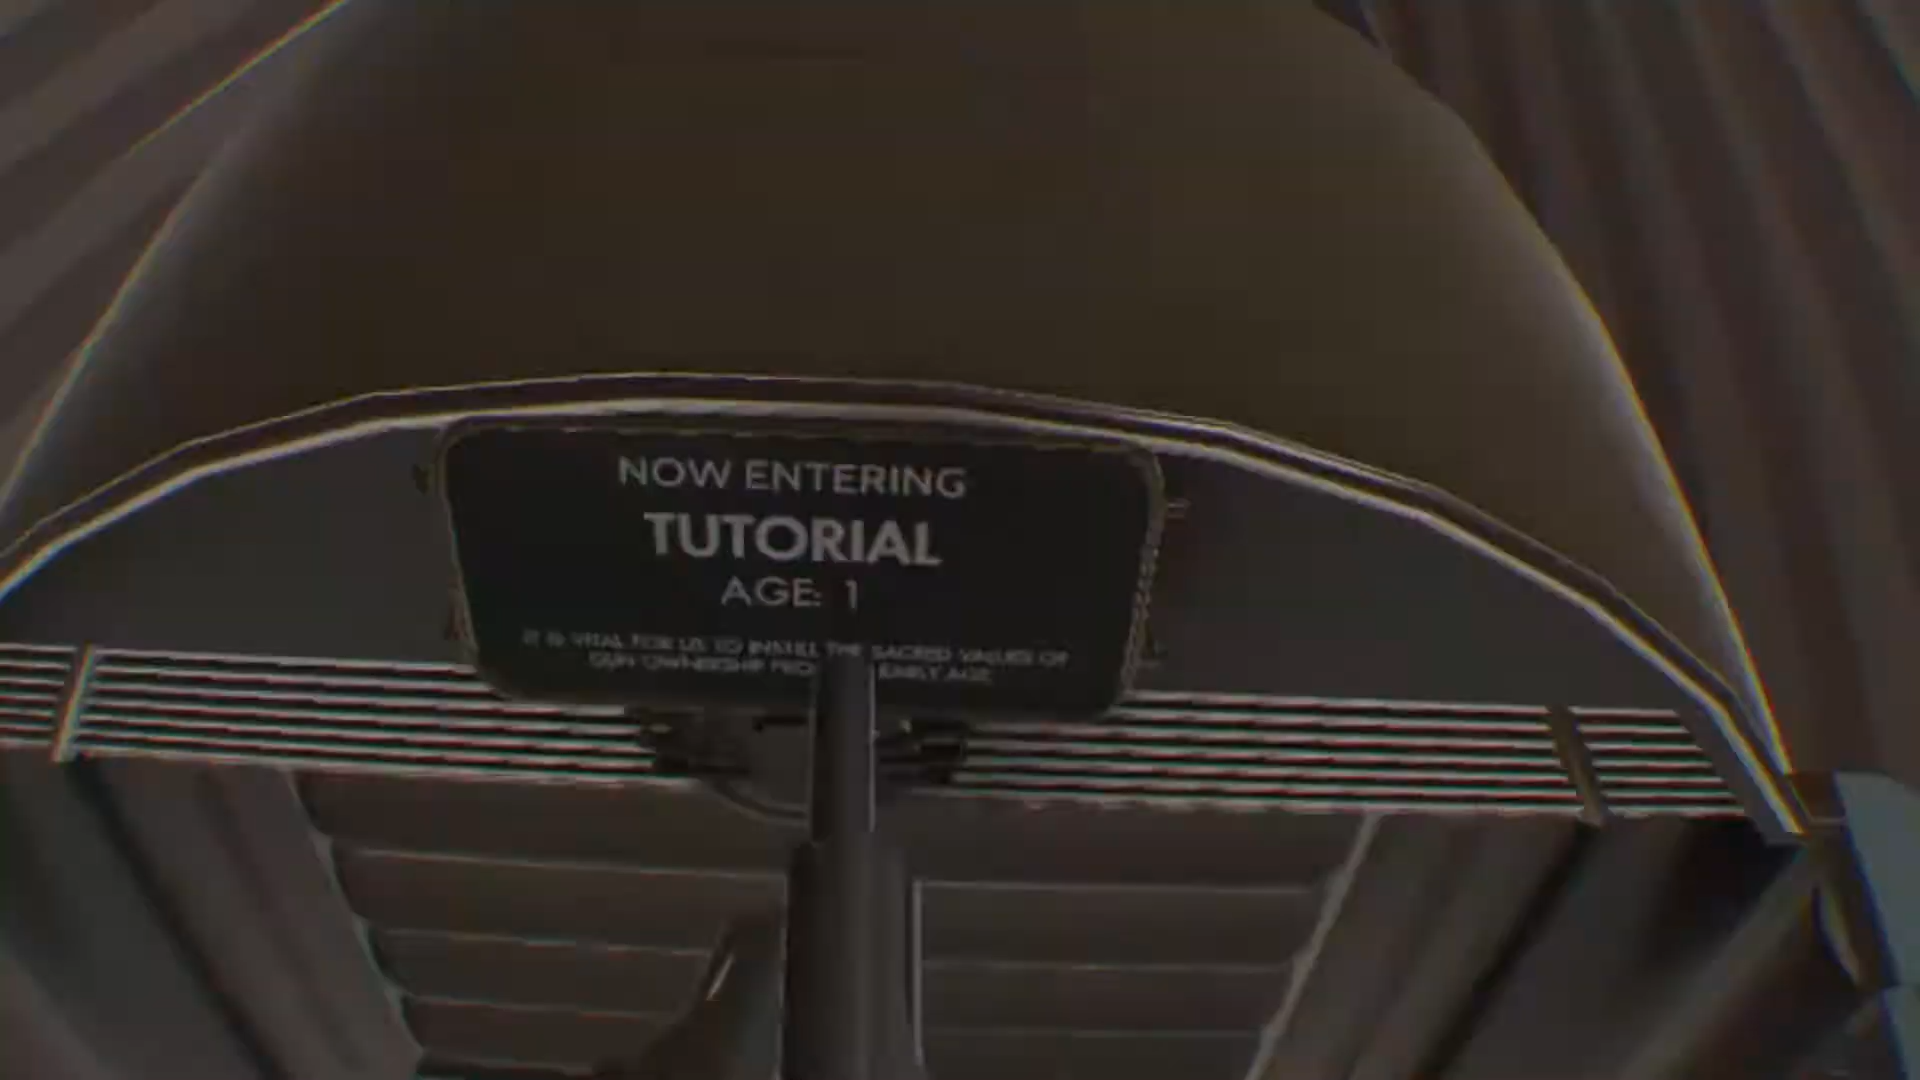 NOW ENTERING
TUTORIAL
AGE: 1
IT IS VITAL FOR US TO INSTILL THE SACRED VALUES OF
GUN OWNERSHIP EARLY AGE